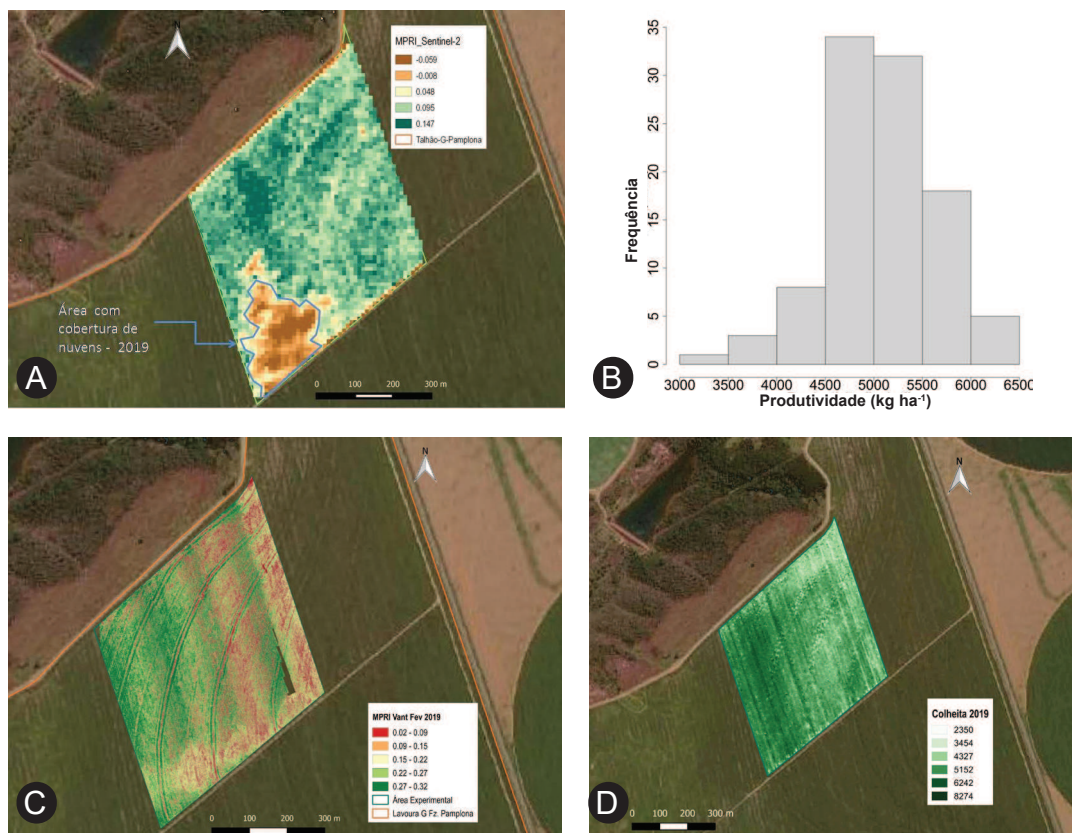 N
MPRI_Sentinel-2
-0.059
-0.008
0.048
0.095
0.147
Talhão-G-Pamplona
Área com
cobertura de
nuvens - 2019
0 100 200 300 m
A
35
30
25
20
15
10
5
0
Frequência
3000 3500 4000 4500 5000 5500 6000 6500
Produtividade (kg ha⁻¹)
B
N
MPRI Vant Fev 2019
0.02 - 0.09
0.09 - 0.15
0.15 - 0.22
0.22 - 0.27
0.27 - 0.32
Área Experimental
Lavoura G Fz. Pamplona
0 100 200 300 m
C
N
Colheita 2019
2350
3454
4327
5152
6242
8274
0 100 200 300 m
D